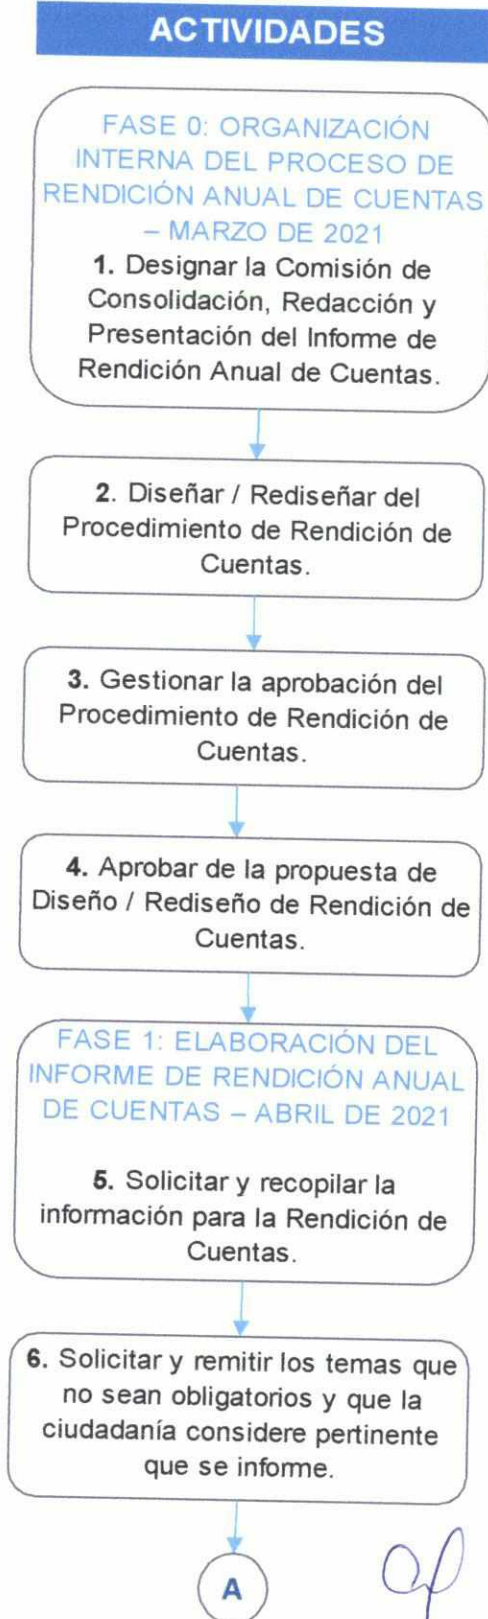 ACTIVIDADES
FASE 0: ORGANIZACIÓN
INTERNA DEL PROCESO DE
RENDICIÓN ANUAL DE CUENTAS
– MARZO DE 2021
1. Designar la Comisión de
Consolidación, Redacción y
Presentación del Informe de
Rendición Anual de Cuentas.
2. Diseñar / Rediseñar del
Procedimiento de Rendición de
Cuentas.
3. Gestionar la aprobación del
Procedimiento de Rendición de
Cuentas.
4. Aprobar de la propuesta de
Diseño / Rediseño de Rendición de
Cuentas.
FASE 1: ELABORACIÓN DEL
INFORME DE RENDICIÓN ANUAL
DE CUENTAS – ABRIL DE 2021
5. Solicitar y recopilar la
información para la Rendición de
Cuentas.
6. Solicitar y remitir los temas que
no sean obligatorios y que la
ciudadanía considere pertinente
que se informe.
A